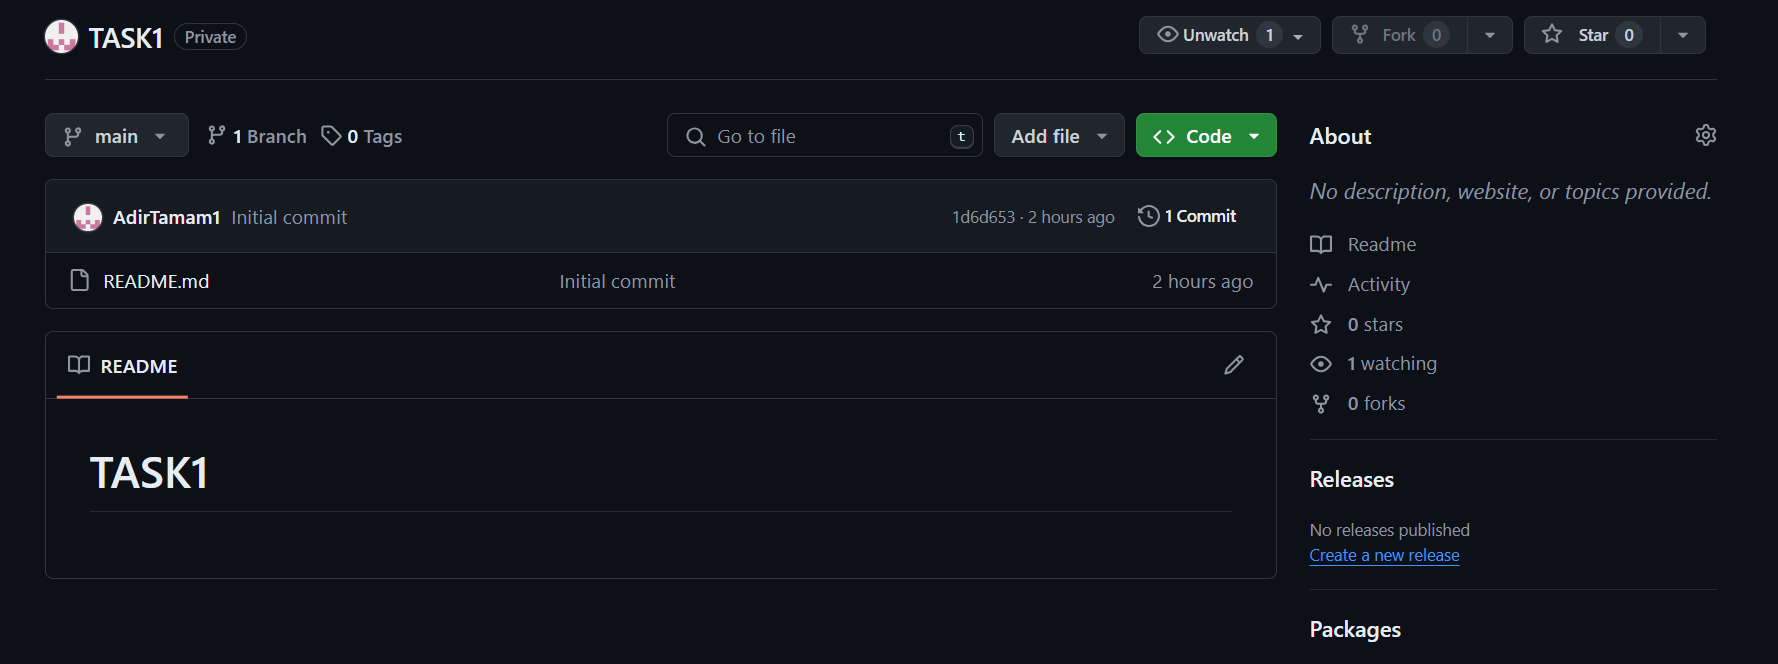 TASK1 Private Unwatch 1 Fork 0 Star 0
main 1 Branch 0 Tags Go to file t Add file Code
AdirTamam1 Initial commit 1d6d653 · 2 hours ago 1 Commit
README.md Initial commit 2 hours ago
README
TASK1
About
No description, website, or topics provided.
Readme
Activity
0 stars
1 watching
0 forks
Releases
No releases published
Create a new release
Packages